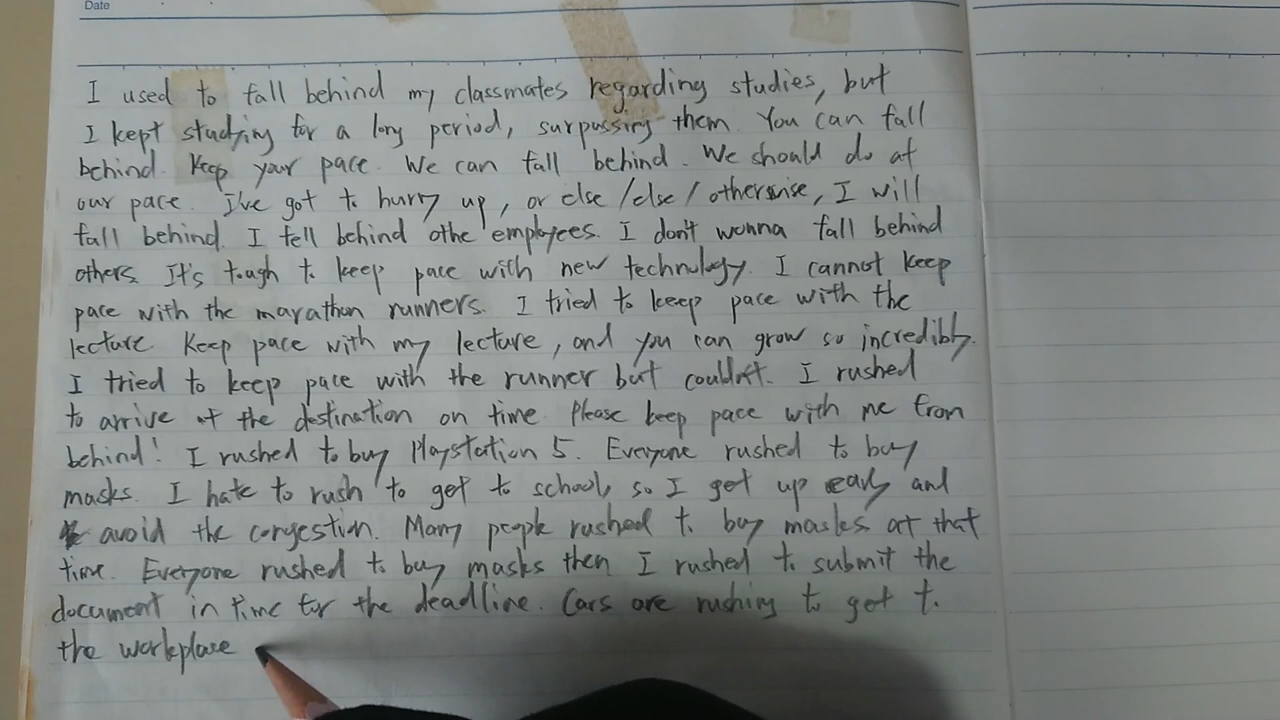 Date
I used to fall behind my classmates regarding studies, but
I kept studying for a long period, surpussing them. You can fall
behind. Keep your pace. We can fall behind. We should do at
our pace. I've got to hurry up, or else / else / otherwise, I will
fall behind. I fell behind othe employees. I don't wanna fall behind
others. It's tough to keep pace with new technology. I cannot keep
pace with the marathon runners. I tried to keep pace with the
lecture. Keep pace with my lecture, and you can grow so incredibly.
I tried to keep pace with the runner but couldn't. I rushed
to arrive at the destination on time. Please keep pace with me from
behind! I rushed to buy Playstation 5. Everyone rushed to buy
masks. I hate to rush to get to school, so I get up early and
avoid the congestion. Many people rushed to buy masks at that
time. Everyone rushed to buy masks then. I rushed to submit the
document in time for the deadline. Cars are rushing to get to
the workplace